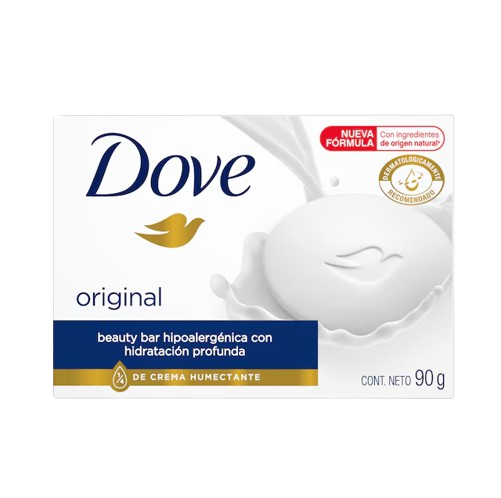 Dove
NUEVA
FÓRMULA
Con ingredientes
de origen natural*
DERMATOLÓGICAMENTE
RECOMENDADO
original
beauty bar hipoalergénica con
hidratación profunda
1/4
DE CREMA HUMECTANTE
CONT. NETO 90 g